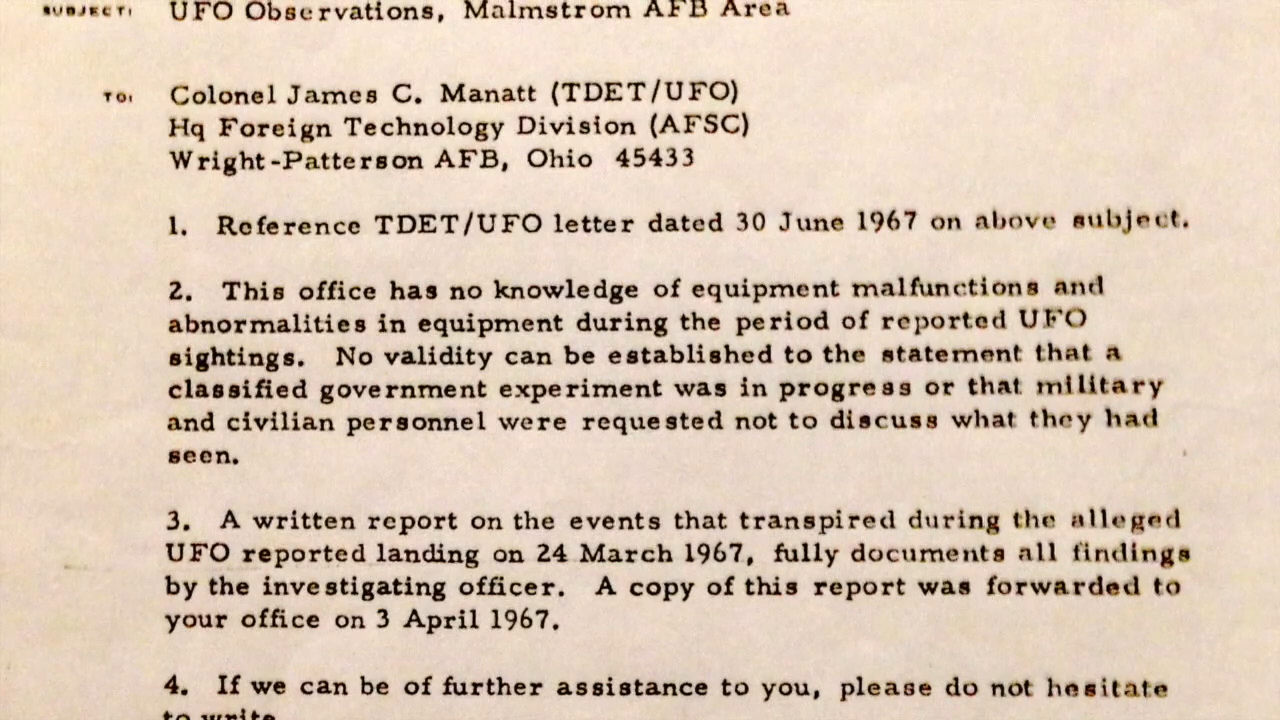 SUBJECT: UFO Observations, Malmstrom AFB Area
TO: Colonel James C. Manatt (TDET/UFO)
Hq Foreign Technology Division (AFSC)
Wright-Patterson AFB, Ohio 45433
1. Reference TDET/UFO letter dated 30 June 1967 on above subject.
2. This office has no knowledge of equipment malfunctions and
abnormalities in equipment during the period of reported UFO
sightings. No validity can be established to the statement that a
classified government experiment was in progress or that military
and civilian personnel were requested not to discuss what they had
seen.
3. A written report on the events that transpired during the alleged
UFO reported landing on 24 March 1967, fully documents all findings
by the investigating officer. A copy of this report was forwarded to
your office on 3 April 1967.
4. If we can be of further assistance to you, please do not hesitate
to write